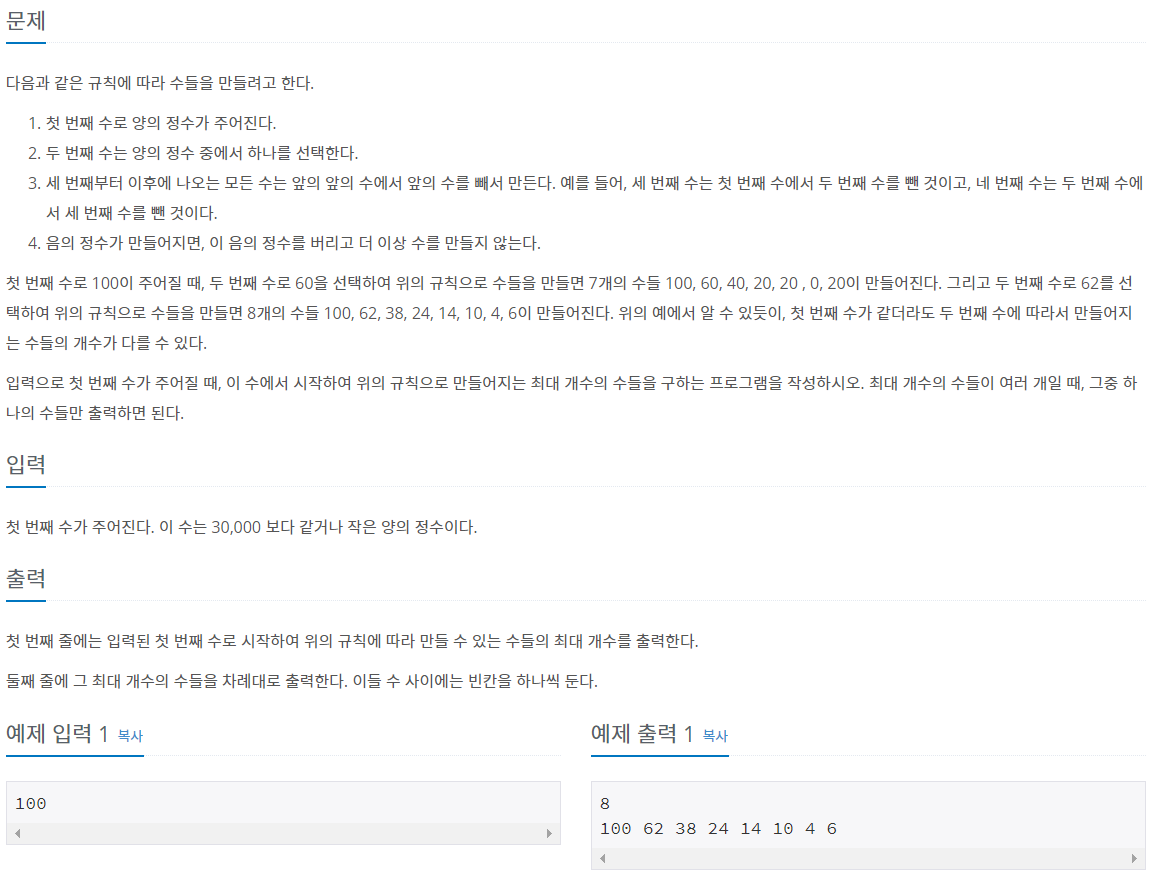 문제
다음과 같은 규칙에 따라 수들을 만들려고 한다.
1. 첫 번째 수로 양의 정수가 주어진다.
2. 두 번째 수는 양의 정수 중에서 하나를 선택한다.
3. 세 번째부터 이후에 나오는 모든 수는 앞의 앞의 수에서 앞의 수를 빼서 만든다. 예를 들어, 세 번째 수는 첫 번째 수에서 두 번째 수를 뺀 것이고, 네 번째 수는 두 번째 수에
서 세 번째 수를 뺀 것이다.
4. 음의 정수가 만들어지면, 이 음의 정수를 버리고 더 이상 수를 만들지 않는다.
첫 번째 수로 100이 주어질 때, 두 번째 수로 60을 선택하여 위의 규칙으로 수들을 만들면 7개의 수들 100, 60, 40, 20, 20 , 0, 20이 만들어진다. 그리고 두 번째 수로 62를 선
택하여 위의 규칙으로 수들을 만들면 8개의 수들 100, 62, 38, 24, 14, 10, 4, 6이 만들어진다. 위의 예에서 알 수 있듯이, 첫 번째 수가 같더라도 두 번째 수에 따라서 만들어지
는 수들의 개수가 다를 수 있다.
입력으로 첫 번째 수가 주어질 때, 이 수에서 시작하여 위의 규칙으로 만들어지는 최대 개수의 수들을 구하는 프로그램을 작성하시오. 최대 개수의 수들이 여러 개일 때, 그중 하
나의 수들만 출력하면 된다.
입력
첫 번째 수가 주어진다. 이 수는 30,000 보다 같거나 작은 양의 정수이다.
출력
첫 번째 줄에는 입력된 첫 번째 수로 시작하여 위의 규칙에 따라 만들 수 있는 수들의 최대 개수를 출력한다.
둘째 줄에 그 최대 개수의 수들을 차례대로 출력한다. 이들 수 사이에는 빈칸을 하나씩 둔다.
예제 입력 1 복사
100
예제 출력 1 복사
8
100 62 38 24 14 10 4 6